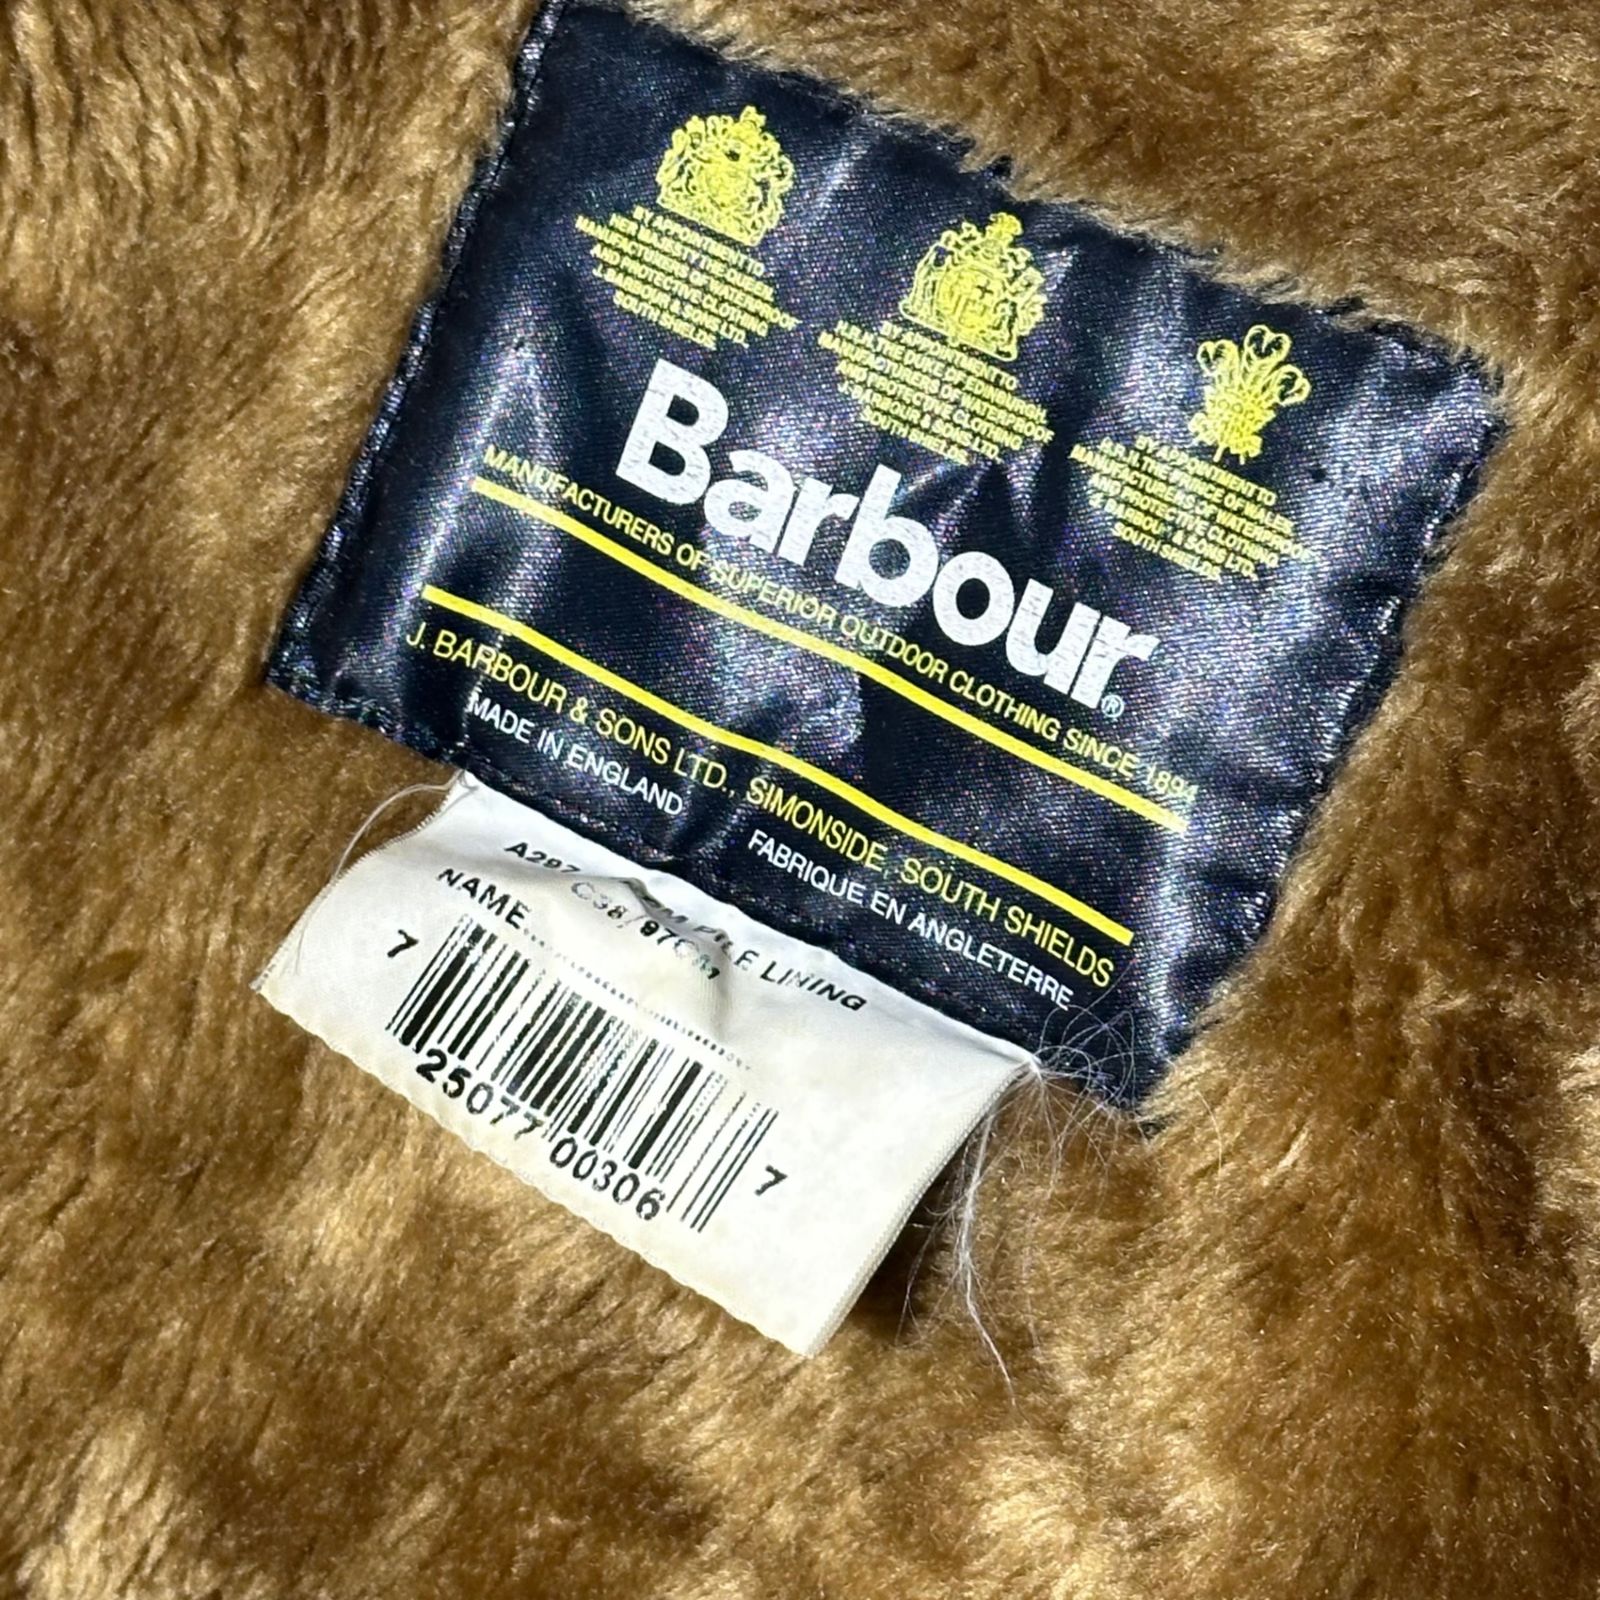 BY APPOINTMENT TO
HER MAJESTY THE QUEEN
MANUFACTURERS OF WATERPROOF
AND PROTECTIVE CLOTHING
J. BARBOUR & SONS LTD.
SOUTH SHIELDS.
BY APPOINTMENT TO
H.R.H. THE DUKE OF EDINBURGH
MANUFACTURERS OF WATERPROOF
AND PROTECTIVE CLOTHING
J. BARBOUR & SONS LTD.
SOUTH SHIELDS.
BY APPOINTMENT TO
H.R.H. THE PRINCE OF WALES
MANUFACTURERS OF WATERPROOF
AND PROTECTIVE CLOTHING
J. BARBOUR & SONS LTD.
SOUTH SHIELDS.
Barbour®
MANUFACTURERS OF SUPERIOR OUTDOOR CLOTHING SINCE 1894
J. BARBOUR & SONS LTD., SIMONSIDE, SOUTH SHIELDS
MADE IN ENGLAND FABRIQUE EN ANGLETERRE
A297 PILE LINING
C38/97CM
NAME
7 25077 00306 7